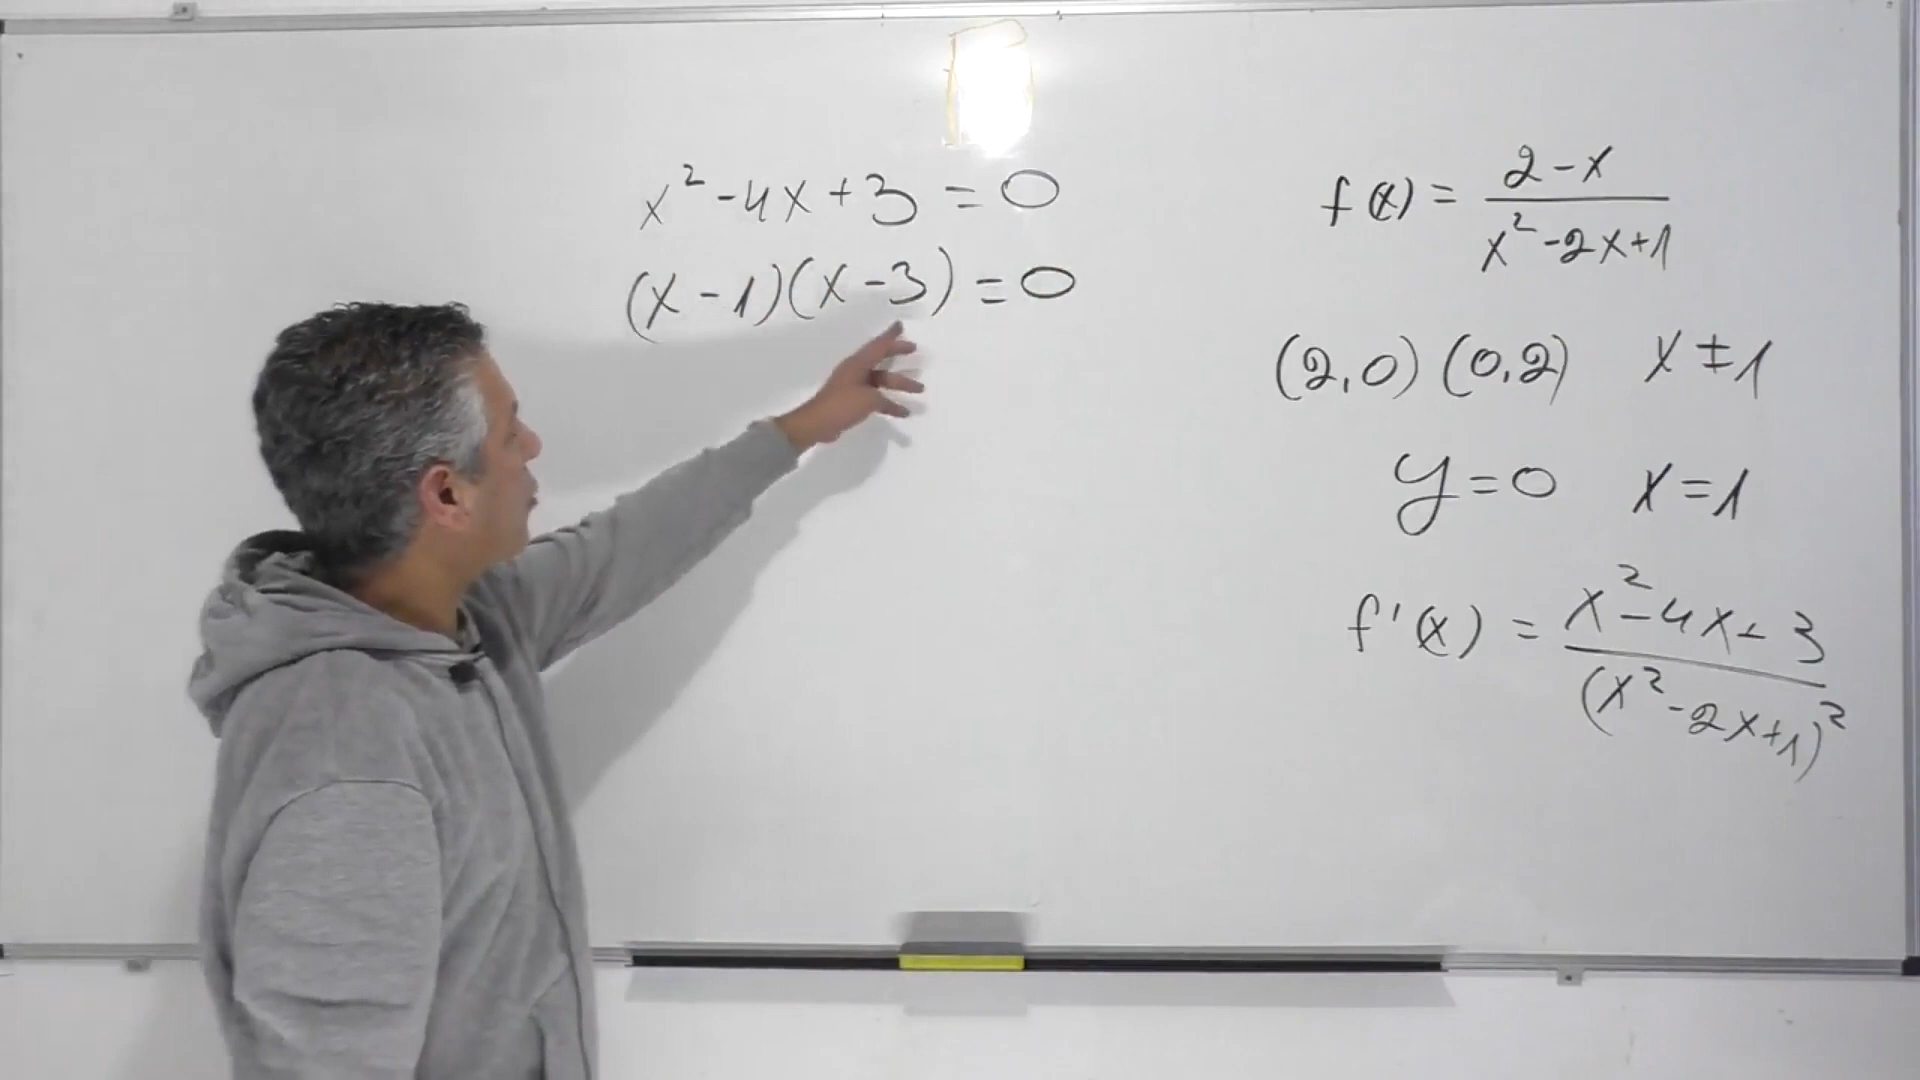 x² - 4x + 3 = 0
(x - 1)(x - 3) = 0
f(x) = (2 - x)/(x² - 2x + 1)
(2,0) (0,2) x ≠ 1
y = 0 x = 1
f'(x) = (x² - 4x + 3)/(x² - 2x + 1)²